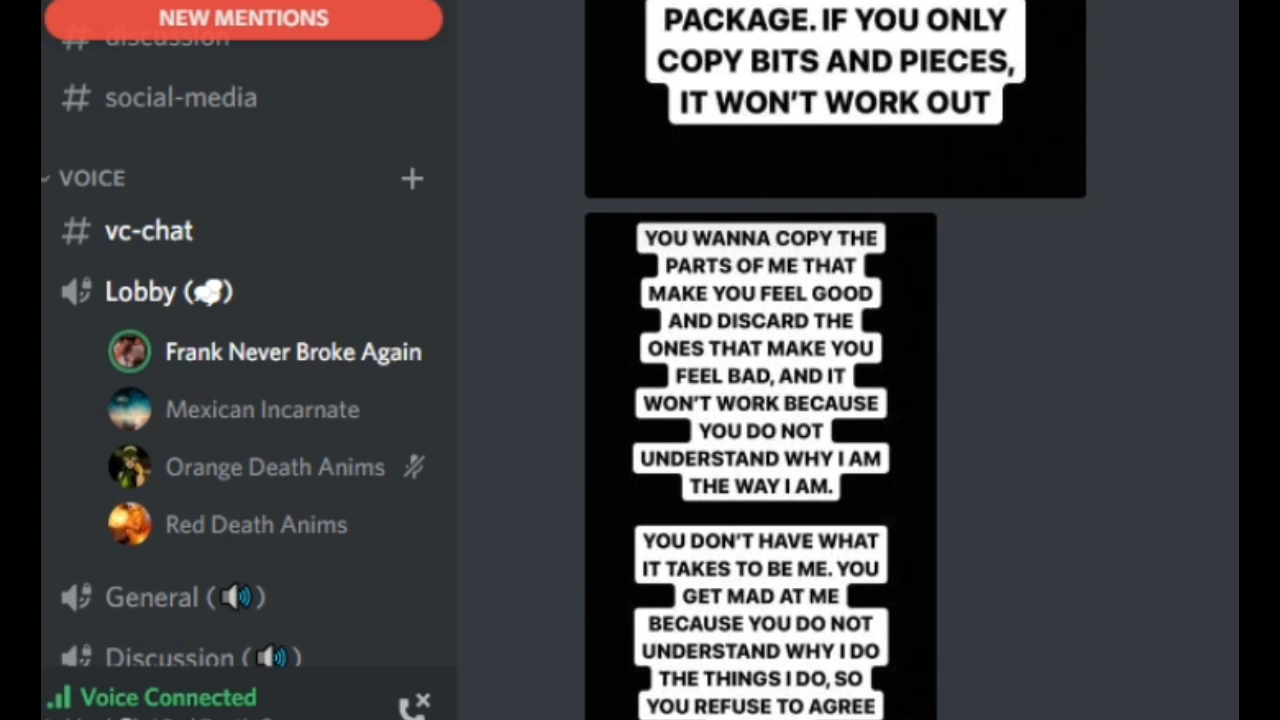 NEW MENTIONS
# discussion
# social-media
VOICE
# vc-chat
Lobby (💭)
Frank Never Broke Again
Mexican Incarnate
Orange Death Anims
Red Death Anims
General (🔊)
Discussion (🔊)
Voice Connected
PACKAGE. IF YOU ONLY
COPY BITS AND PIECES,
IT WON'T WORK OUT
YOU WANNA COPY THE
PARTS OF ME THAT
MAKE YOU FEEL GOOD
AND DISCARD THE
ONES THAT MAKE YOU
FEEL BAD, AND IT
WON'T WORK BECAUSE
YOU DO NOT
UNDERSTAND WHY I AM
THE WAY I AM.
YOU DON'T HAVE WHAT
IT TAKES TO BE ME. YOU
GET MAD AT ME
BECAUSE YOU DO NOT
UNDERSTAND WHY I DO
THE THINGS I DO, SO
YOU REFUSE TO AGREE